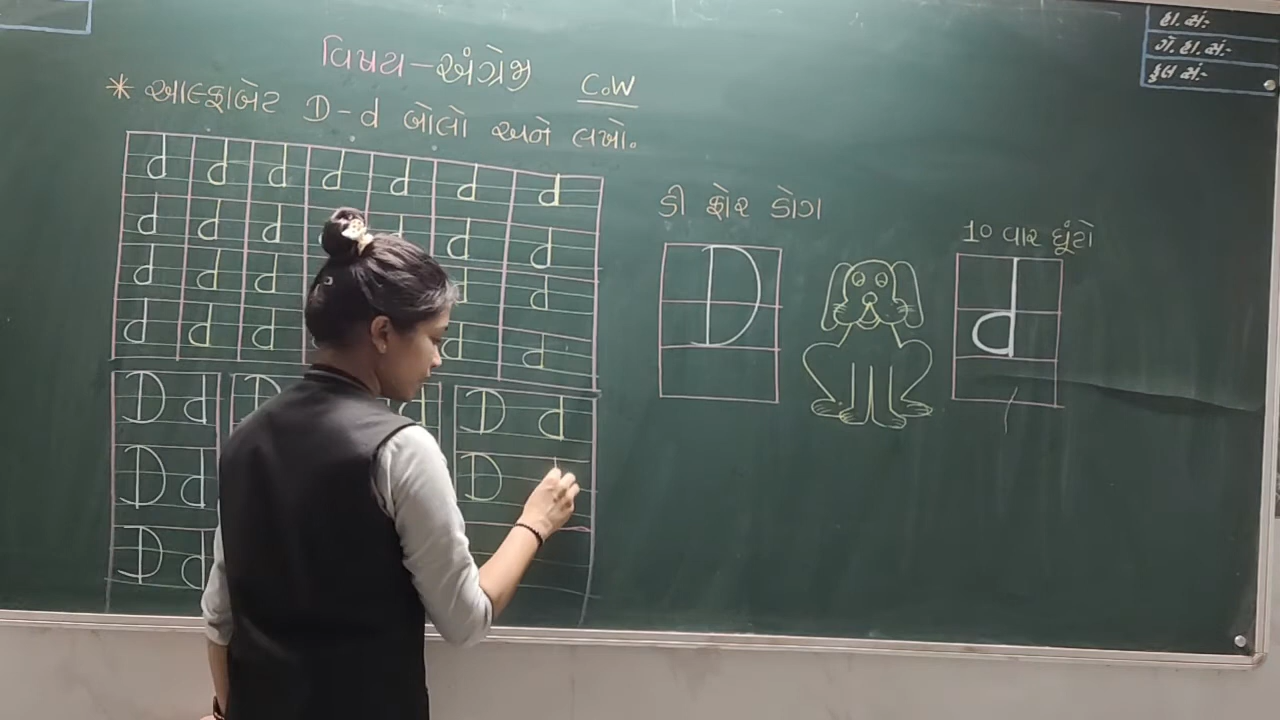 વિષય-અંગ્રેજી C.W
* આલ્ફાબેટ D-d બોલો અને લખો.
હા.સં:-
ગે.હા.સં:-
કુલ સં:-
d d d d d d d
d d d d d
d d d d d
d d d d d
D d D d D d
D d D
D d
ડી ફોર ડોગ
D
10 વાર ઘૂંટો
d